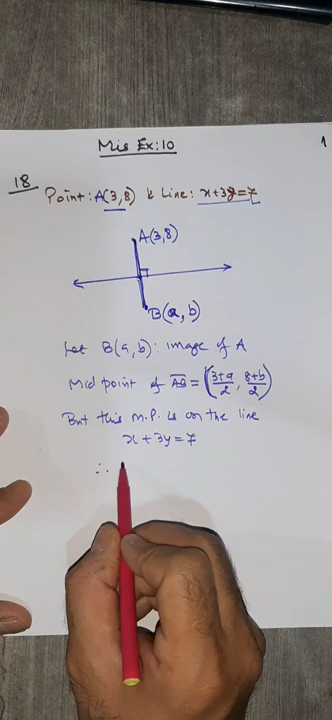 Mis Ex:10
1
18 Point: A(3,8) & Line: x+3y=7
A(3,8)
B(a, b)
Let B(a, b): image of A
Mid point of AB = (3+a/2, 8+b/2)
But this M.P. is on the line
x + 3y = 7
∴